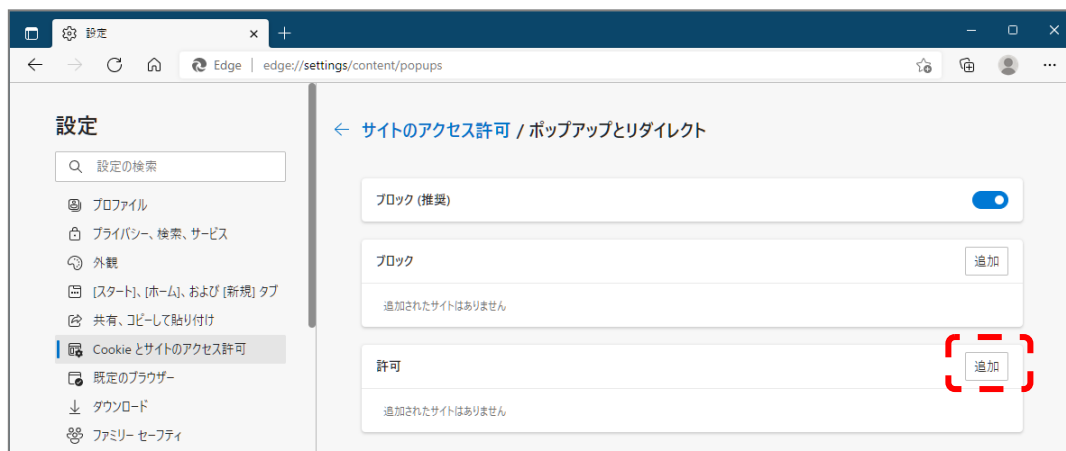 設定
Edge | edge://settings/content/popups
設定
設定の検索
プロファイル
プライバシー、検索、サービス
外観
[スタート]、[ホーム]、および [新規] タブ
共有、コピーして貼り付け
Cookie とサイトのアクセス許可
既定のブラウザー
ダウンロード
ファミリー セーフティ
サイトのアクセス許可 / ポップアップとリダイレクト
ブロック (推奨)
ブロック
追加
追加されたサイトはありません
許可
追加
追加されたサイトはありません